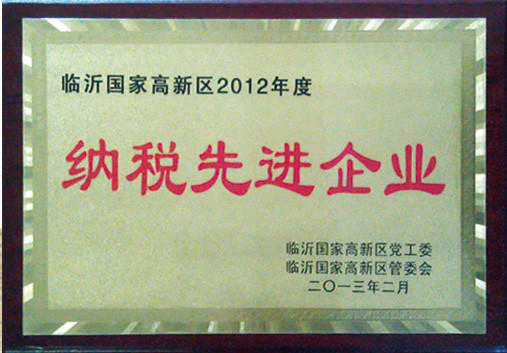 临沂国家高新区2012年度
纳税先进企业
临沂国家高新区党工委
临沂国家高新区管委会
二〇一三年二月